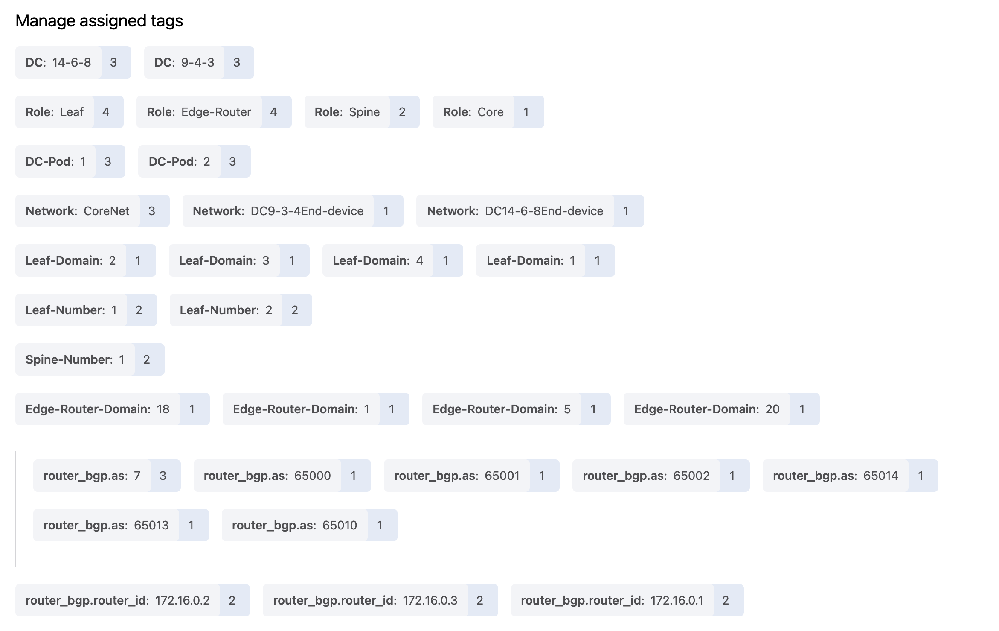 Manage assigned tags
DC: 14-6-8 3 DC: 9-4-3 3
Role: Leaf 4 Role: Edge-Router 4 Role: Spine 2 Role: Core 1
DC-Pod: 1 3 DC-Pod: 2 3
Network: CoreNet 3 Network: DC9-3-4End-device 1 Network: DC14-6-8End-device 1
Leaf-Domain: 2 1 Leaf-Domain: 3 1 Leaf-Domain: 4 1 Leaf-Domain: 1 1
Leaf-Number: 1 2 Leaf-Number: 2 2
Spine-Number: 1 2
Edge-Router-Domain: 18 1 Edge-Router-Domain: 1 1 Edge-Router-Domain: 5 1 Edge-Router-Domain: 20 1
router_bgp.as: 7 3 router_bgp.as: 65000 1 router_bgp.as: 65001 1 router_bgp.as: 65002 1 router_bgp.as: 65014 1
router_bgp.as: 65013 1 router_bgp.as: 65010 1
router_bgp.router_id: 172.16.0.2 2 router_bgp.router_id: 172.16.0.3 2 router_bgp.router_id: 172.16.0.1 2